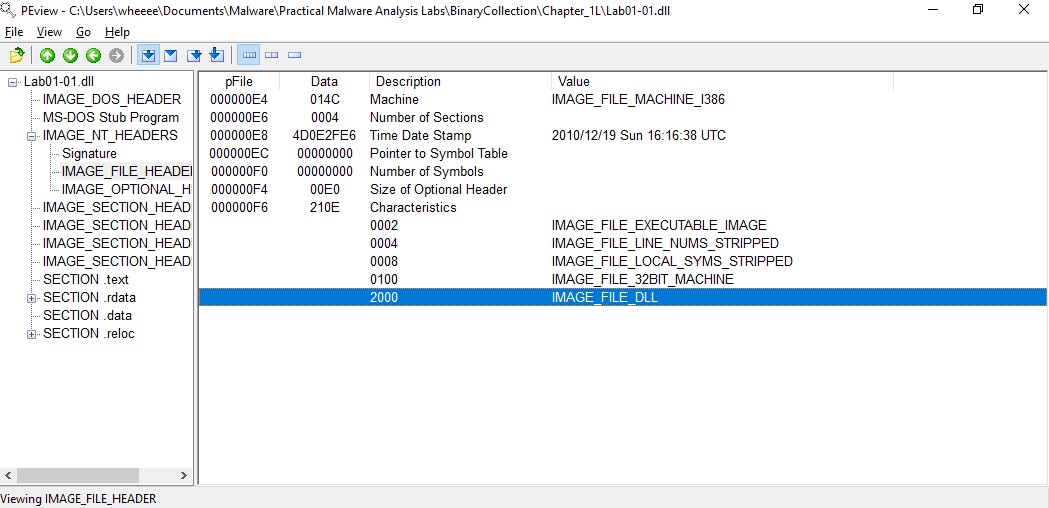 PEview - C:\Users\wheeee\Documents\Malware\Practical Malware Analysis Labs\BinaryCollection\Chapter_1L\Lab01-01.dll
File View Go Help
Lab01-01.dll
IMAGE_DOS_HEADER
MS-DOS Stub Program
IMAGE_NT_HEADERS
Signature
IMAGE_FILE_HEADE
IMAGE_OPTIONAL_H
IMAGE_SECTION_HEAD
IMAGE_SECTION_HEAD
IMAGE_SECTION_HEAD
IMAGE_SECTION_HEAD
SECTION .text
SECTION .rdata
SECTION .data
SECTION .reloc
pFile Data Description Value
000000E4 014C Machine IMAGE_FILE_MACHINE_I386
000000E6 0004 Number of Sections
000000E8 4D0E2FE6 Time Date Stamp 2010/12/19 Sun 16:16:38 UTC
000000EC 00000000 Pointer to Symbol Table
000000F0 00000000 Number of Symbols
000000F4 00E0 Size of Optional Header
000000F6 210E Characteristics
0002 IMAGE_FILE_EXECUTABLE_IMAGE
0004 IMAGE_FILE_LINE_NUMS_STRIPPED
0008 IMAGE_FILE_LOCAL_SYMS_STRIPPED
0100 IMAGE_FILE_32BIT_MACHINE
2000 IMAGE_FILE_DLL
Viewing IMAGE_FILE_HEADER